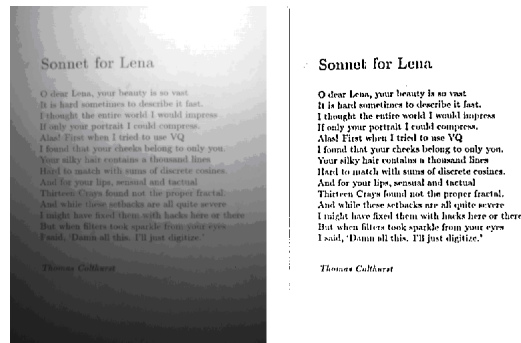 Sonnet for Lena
O dear Lena, your beauty is so vast
It is hard sometimes to describe it fast.
I thought the entire world I would impress
If only your portrait I could compress.
Alas! First when I tried to use VQ
I found that your cheeks belong to only you.
Your silky hair contains a thousand lines
Hard to match with sums of discrete cosines.
And for your lips, sensual and tactual
Thirteen Crays found not the proper fractal.
And while these setbacks are all quite severe
I might have fixed them with hacks here or there
But when filters took sparkle from your eyes
I said, 'Damn all this. I'll just digitize.'
Thomas Colthurst
Sonnet for Lena
O dear Lena, your beauty is so vast
It is hard sometimes to describe it fast.
I thought the entire world I would impress
If only your portrait I could compress.
Alas! First when I tried to use VQ
I found that your cheeks belong to only you.
Your silky hair contains a thousand lines
Hard to match with sums of discrete cosines.
And for your lips, sensual and tactual
Thirteen Crays found not the proper fractal.
And while these setbacks are all quite severe
I might have fixed them with hacks here or there
But when filters took sparkle from your eyes
I said, 'Damn all this. I'll just digitize.'
Thomas Colthurst